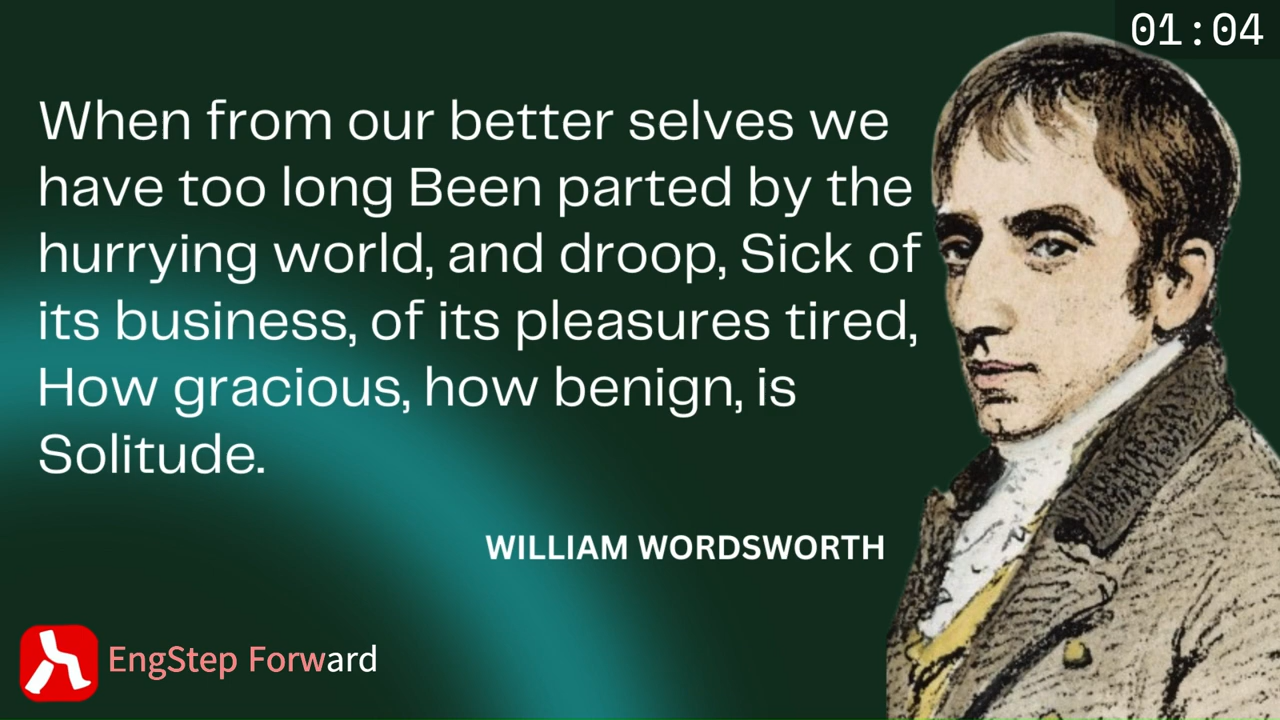 01:04
When from our better selves we
have too long Been parted by the
hurrying world, and droop, Sick of
its business, of its pleasures tired,
How gracious, how benign, is
Solitude.
WILLIAM WORDSWORTH
EngStep Forward